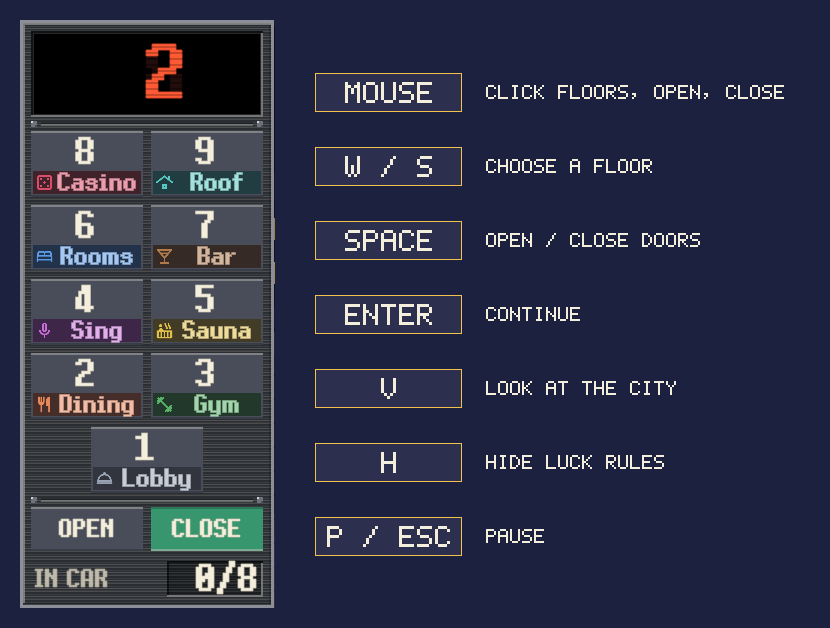 2
8 9
Casino Roof
6 7
Rooms Bar
4 5
Sing Sauna
2 3
Dining Gym
1
Lobby
OPEN CLOSE
IN CAR 0/8
MOUSE CLICK FLOORS, OPEN, CLOSE
W / S CHOOSE A FLOOR
SPACE OPEN / CLOSE DOORS
ENTER CONTINUE
V LOOK AT THE CITY
H HIDE LUCK RULES
P / ESC PAUSE